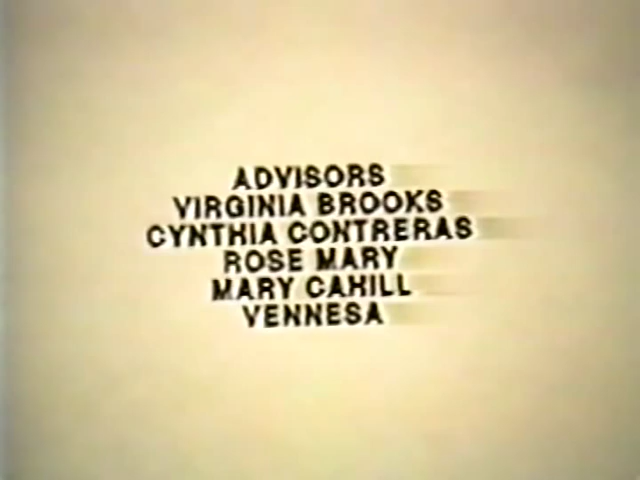 ADVISORS
VIRGINIA BROOKS
CYNTHIA CONTRERAS
ROSE MARY
MARY CAHILL
VENNESA